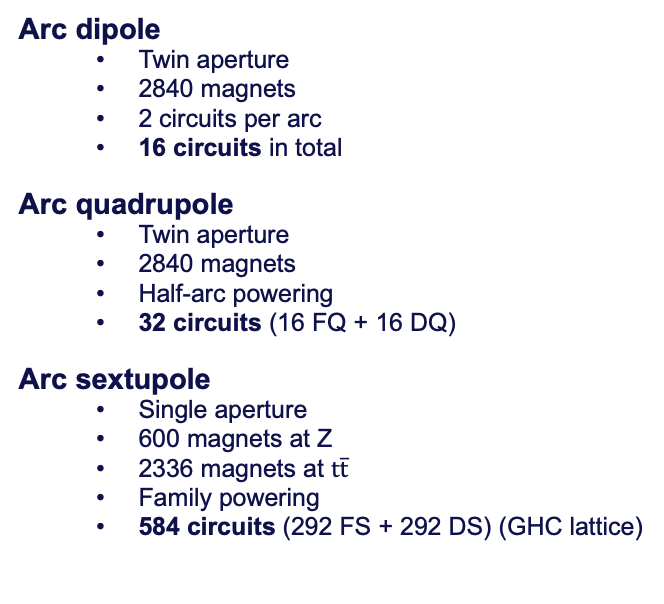 Arc dipole
• Twin aperture
• 2840 magnets
• 2 circuits per arc
• 16 circuits in total
Arc quadrupole
• Twin aperture
• 2840 magnets
• Half-arc powering
• 32 circuits (16 FQ + 16 DQ)
Arc sextupole
• Single aperture
• 600 magnets at Z
• 2336 magnets at tt̄
• Family powering
• 584 circuits (292 FS + 292 DS) (GHC lattice)